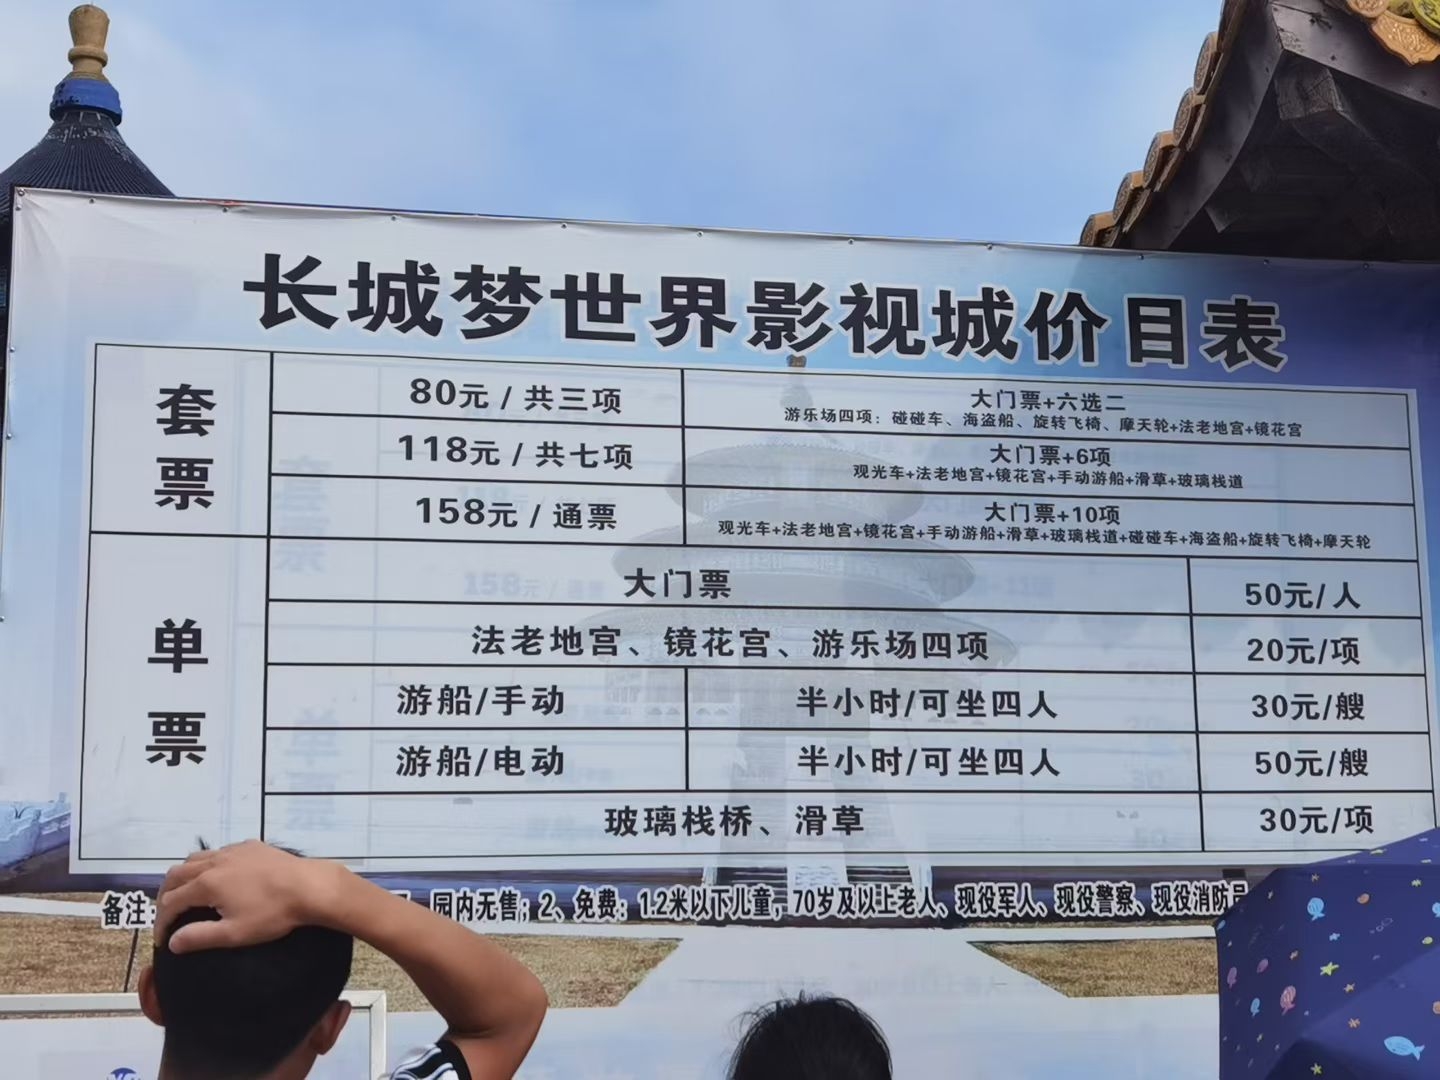 长城梦世界影视城价目表
套票
80元 / 共三项
大门票+六选二
游乐场四项：碰碰车、海盗船、旋转飞椅、摩天轮+法老地宫+镜花宫
118元 / 共七项
大门票+6项
观光车+法老地宫+镜花宫+手动游船+滑草+玻璃栈道
158元 / 通票
大门票+10项
观光车+法老地宫+镜花宫+手动游船+滑草+玻璃栈道+碰碰车+海盗船+旋转飞椅+摩天轮
单票
大门票
50元/人
法老地宫、镜花宫、游乐场四项
20元/项
游船/手动
半小时/可坐四人
30元/艘
游船/电动
半小时/可坐四人
50元/艘
玻璃栈桥、滑草
30元/项
备注： 园内无售；2、免费：1.2米以下儿童，70岁及以上老人、现役军人、现役警察、现役消防员